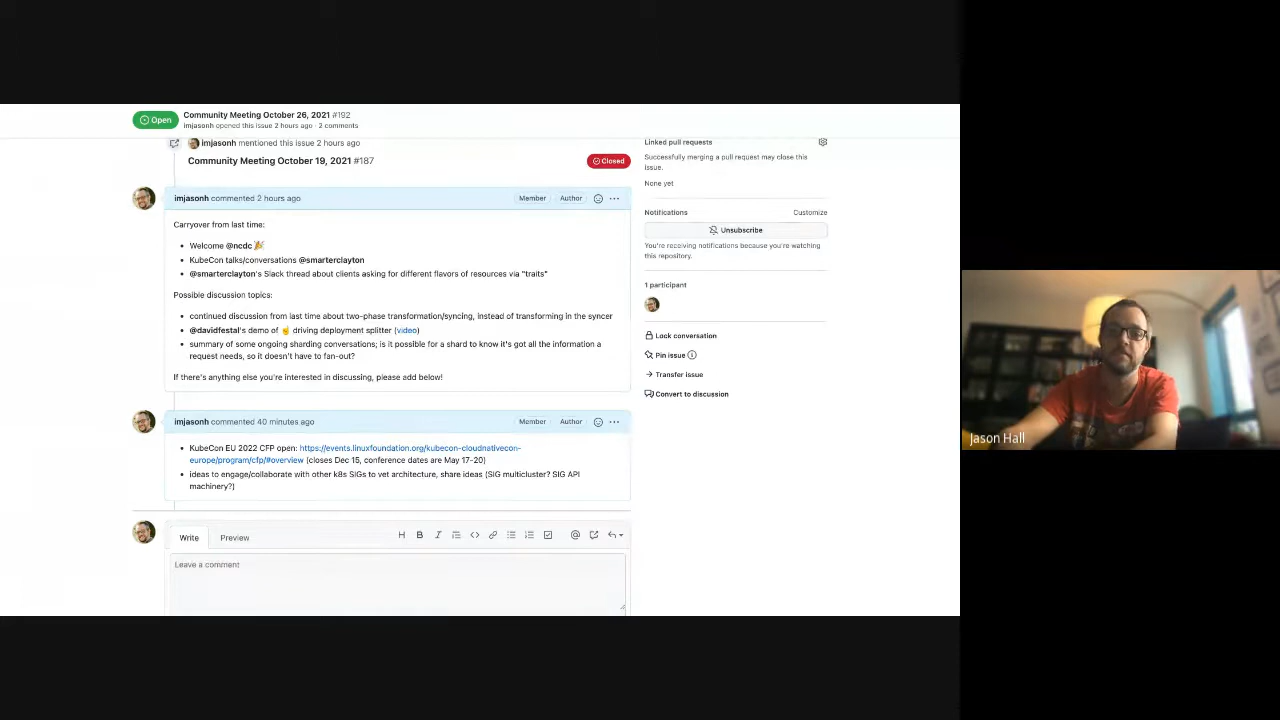 Open
Community Meeting October 26, 2021 #192
imjasonh opened this issue 2 hours ago · 2 comments
imjasonh mentioned this issue 2 hours ago
Community Meeting October 19, 2021 #187
Closed
imjasonh commented 2 hours ago
Member
Author
Carryover from last time:
• Welcome @ncdc 🎉
• KubeCon talks/conversations @smarterclayton
• @smarterclayton's Slack thread about clients asking for different flavors of resources via "traits"
Possible discussion topics:
• continued discussion from last time about two-phase transformation/syncing, instead of transforming in the syncer
• @davidfestal's demo of ☝ driving deployment splitter (video)
• summary of some ongoing sharding conversations; is it possible for a shard to know it's got all the information a
request needs, so it doesn't have to fan-out?
If there's anything else you're interested in discussing, please add below!
imjasonh commented 40 minutes ago
Member
Author
• KubeCon EU 2022 CFP open: https://events.linuxfoundation.org/kubecon-cloudnativecon-
europe/program/cfp/#overview (closes Dec 15, conference dates are May 17-20)
• ideas to engage/collaborate with other k8s SIGs to vet architecture, share ideas (SIG multicluster? SIG API
machinery?)
Write
Preview
Leave a comment
Linked pull requests
Successfully merging a pull request may close this
issue.
None yet
Notifications
Customize
Unsubscribe
You're receiving notifications because you're watching
this repository.
1 participant
Lock conversation
Pin issue
Transfer issue
Convert to discussion
Jason Hall